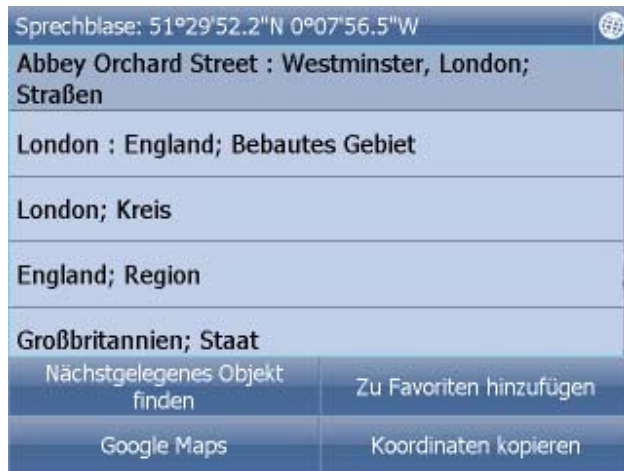 Sprechblase: 51°29'52.2"N 0°07'56.5"W
Abbey Orchard Street : Westminster, London;
Straßen
London : England; Bebautes Gebiet
London; Kreis
England; Region
Großbritannien; Staat
Nächstgelegenes Objekt
finden
Zu Favoriten hinzufügen
Google Maps
Koordinaten kopieren